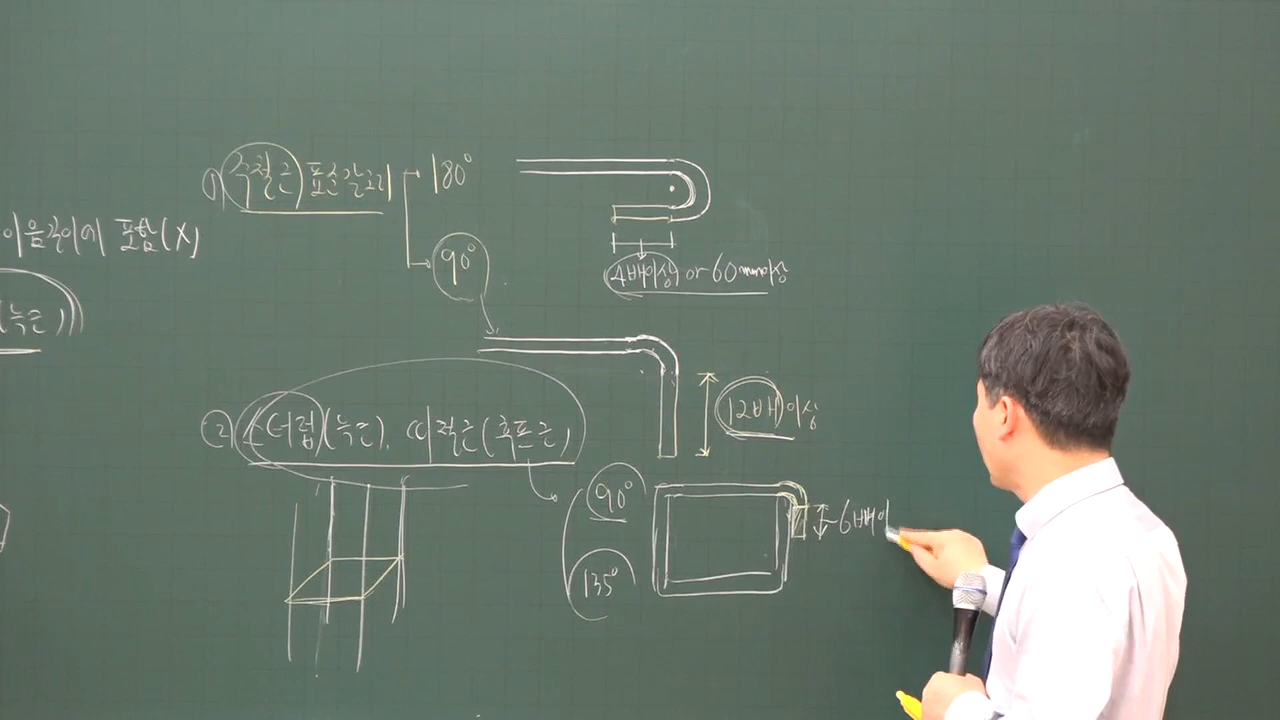 이음길이에 포함(X)
(늑근)
① 주철근 표준갈고리 180°
90°
4배이상 or 60mm이상
12배이상
② 스터럽(늑근), 띠철근(후프근)
90°
135°
6배이